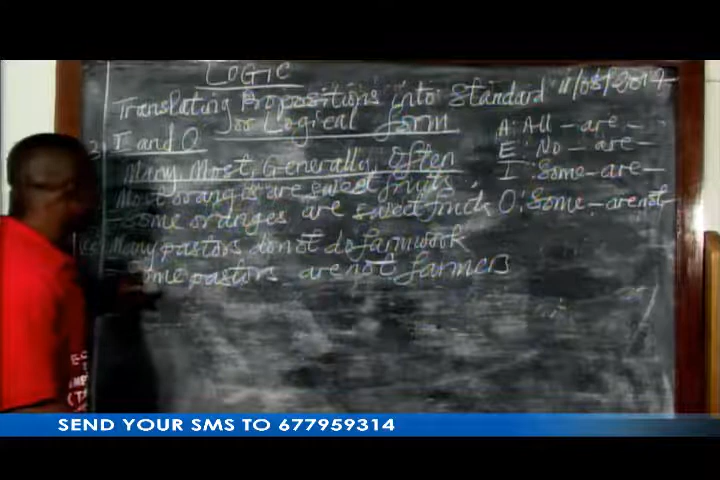 LOGIC
Translating Propositions into Standard 11/03/2014
or Logical form
A: All - are -
I and O
E: No - are -
Many, Most, Generally, Often
I: Some - are -
Most oranges are sweet fruits.
= Some oranges are sweet fruits
O: Some - are not
Many pastors do not do farmwork
pastors are not farmers
SEND YOUR SMS TO 677959314